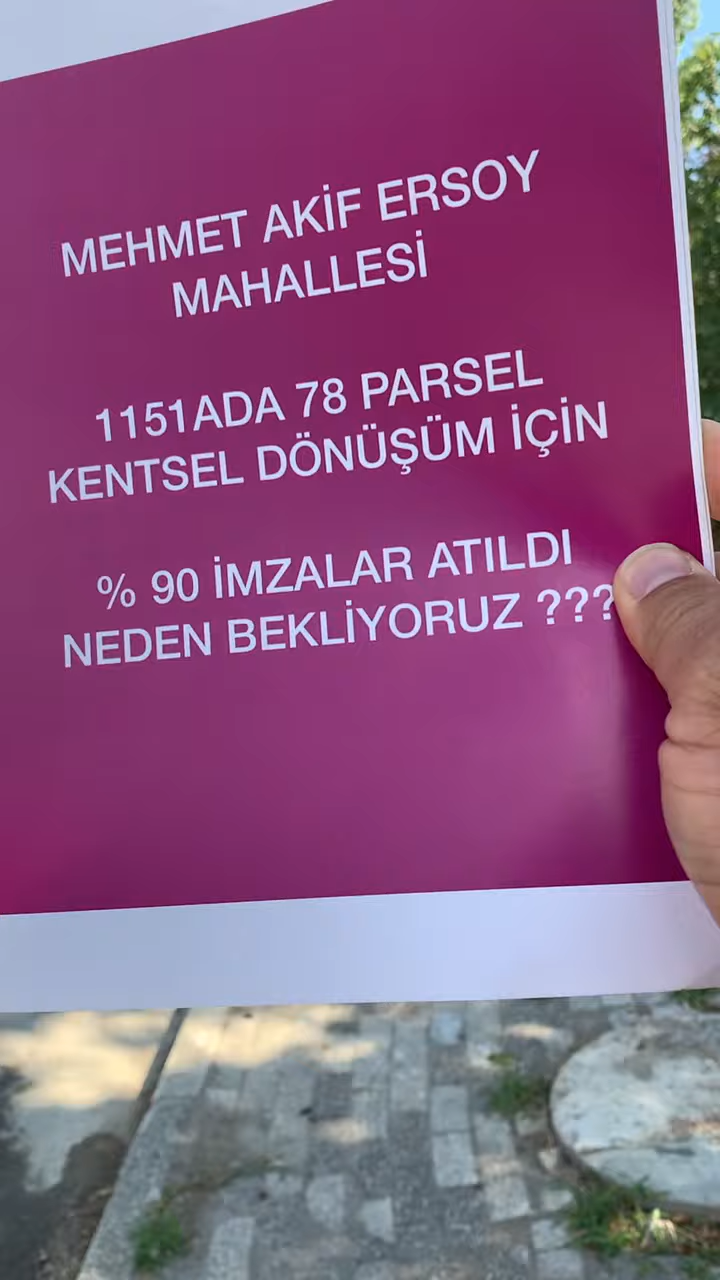 MEHMET AKİF ERSOY
MAHALLESİ
1151ADA 78 PARSEL
KENTSEL DÖNÜŞÜM İÇİN
% 90 İMZALAR ATILDI
NEDEN BEKLİYORUZ ???